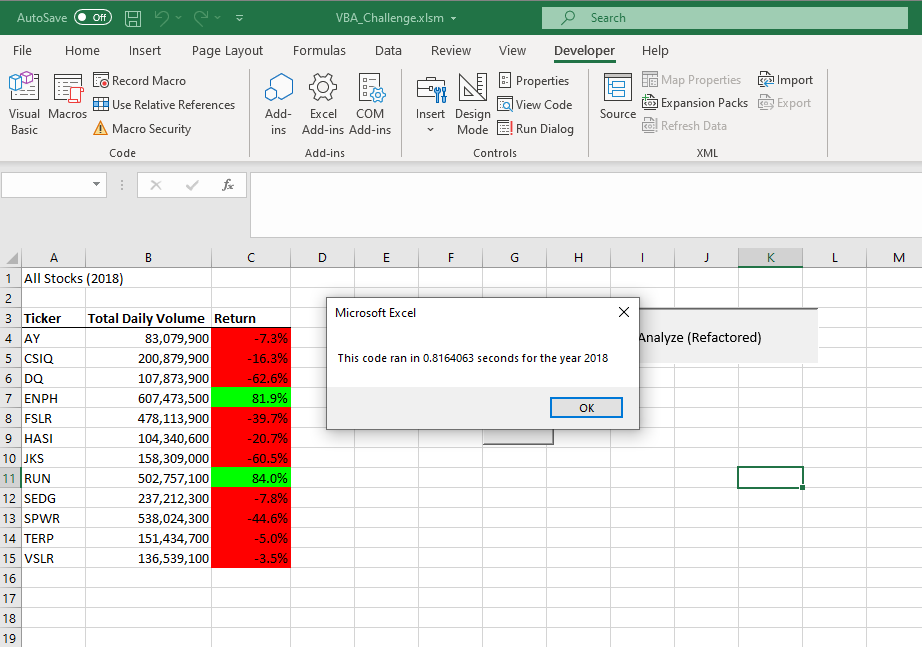 AutoSave Off VBA_Challenge.xlsm Search
File Home Insert Page Layout Formulas Data Review View Developer Help
Visual Basic
Macros
Record Macro
Use Relative References
Macro Security
Code
Add-ins
Excel Add-ins
COM Add-ins
Add-ins
Insert
Design Mode
Properties
View Code
Run Dialog
Controls
Source
Map Properties
Expansion Packs
Refresh Data
Import
Export
XML
fx
A B C D E F G H I J K L M
1 All Stocks (2018)
2
3 Ticker Total Daily Volume Return
4 AY 83,079,900 -7.3%
5 CSIQ 200,879,900 -16.3%
6 DQ 107,873,900 -62.6%
7 ENPH 607,473,500 81.9%
8 FSLR 478,113,900 -39.7%
9 HASI 104,340,600 -20.7%
10 JKS 158,309,000 -60.5%
11 RUN 502,757,100 84.0%
12 SEDG 237,212,300 -7.8%
13 SPWR 538,024,300 -44.6%
14 TERP 151,434,700 -5.0%
15 VSLR 136,539,100 -3.5%
16
17
18
19
Microsoft Excel
This code ran in 0.8164063 seconds for the year 2018
OK
Analyze (Refactored)